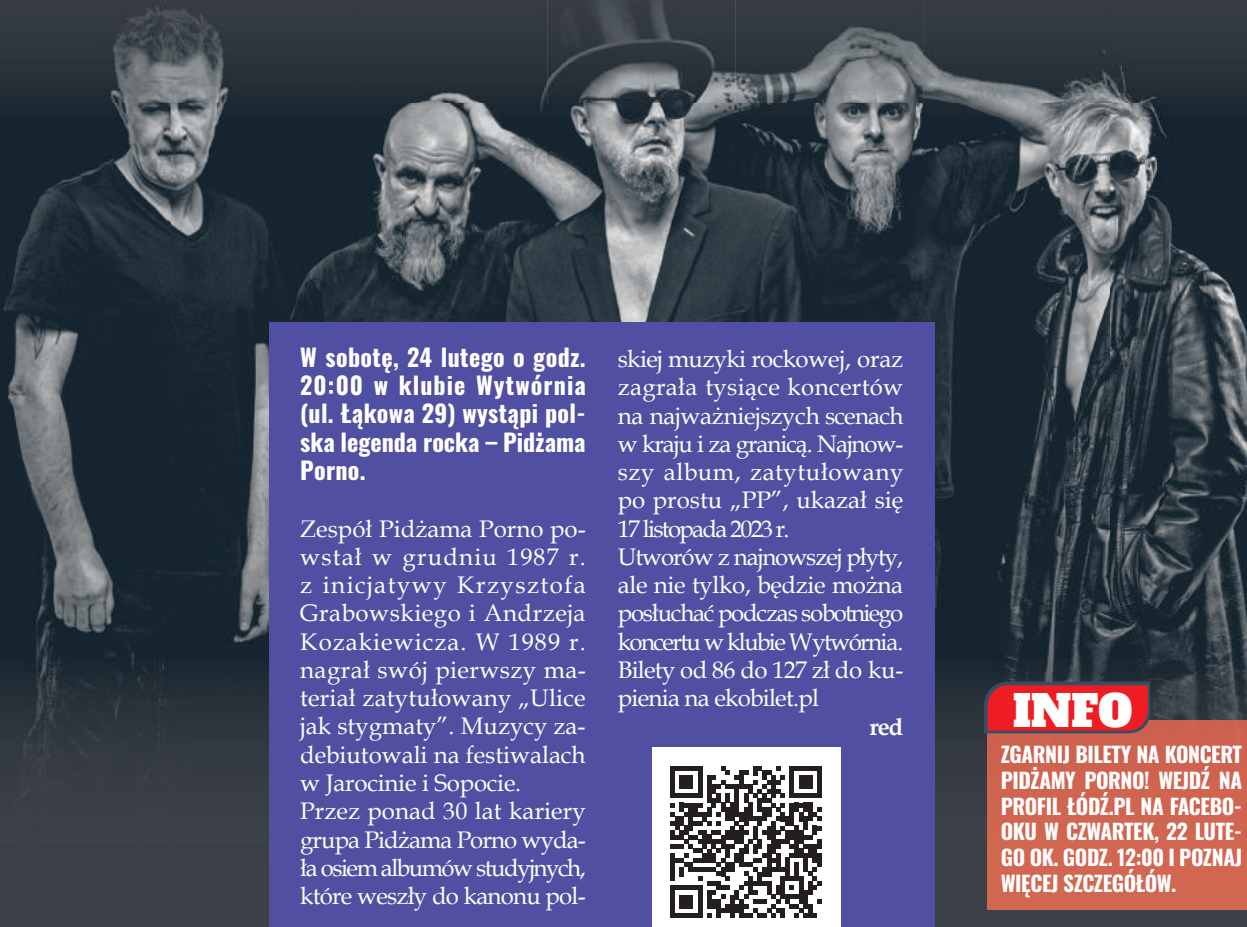 W sobotę, 24 lutego o godz.
20:00 w klubie Wytwórnia
(ul. Łąkowa 29) wystąpi pol-
ska legenda rocka – Pidżama
Porno.
Zespół Pidżama Porno po-
wstał w grudniu 1987 r.
z inicjatywy Krzysztofa
Grabowskiego i Andrzeja
Kozakiewicza. W 1989 r.
nagrał swój pierwszy ma-
teriał zatytułowany „Ulice
jak stygmaty”. Muzycy za-
debiutowali na festiwalach
w Jarocinie i Sopocie.
Przez ponad 30 lat kariery
grupa Pidżama Porno wyda-
ła osiem albumów studyjnych,
które weszły do kanonu pol-
skiej muzyki rockowej, oraz
zagrała tysiące koncertów
na najważniejszych scenach
w kraju i za granicą. Najnow-
szy album, zatytułowany
po prostu „PP”, ukazał się
17 listopada 2023 r.
Utworów z najnowszej płyty,
ale nie tylko, będzie można
posłuchać podczas sobotniego
koncertu w klubie Wytwórnia.
Bilety od 86 do 127 zł do ku-
pienia na ekobilet.pl
red
INFO
ZGARNIJ BILETY NA KONCERT
PIDŻAMY PORNO! WEJDŹ NA
PROFIL ŁÓDŹ.PL NA FACEBO-
OKU W CZWARTEK, 22 LUTE-
GO OK. GODZ. 12:00 I POZNAJ
WIĘCEJ SZCZEGÓŁÓW.